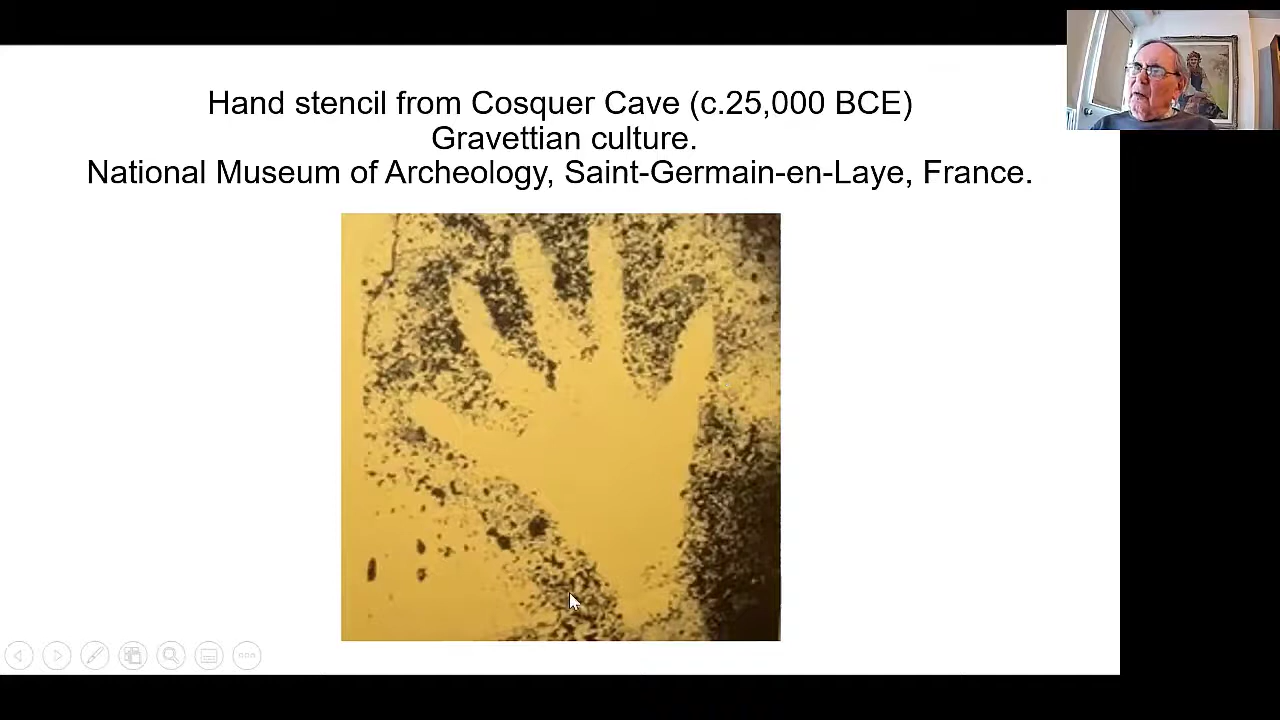 Hand stencil from Cosquer Cave (c.25,000 BCE)
Gravettian culture.
National Museum of Archeology, Saint-Germain-en-Laye, France.